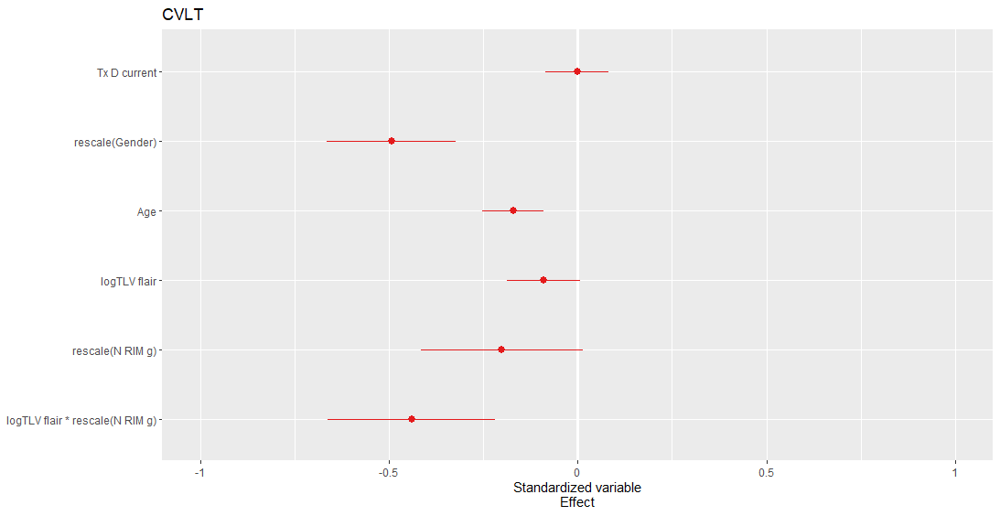 CVLT
Tx D current
rescale(Gender)
Age
logTLV flair
rescale(N RIM g)
logTLV flair * rescale(N RIM g)
-1 -0.5 0 0.5 1
Standardized variable
Effect